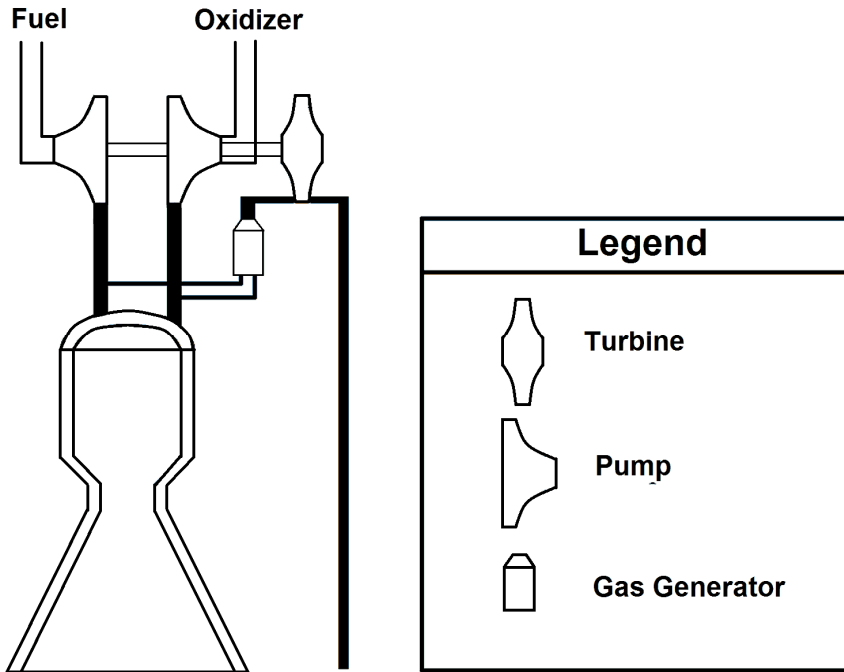 Fuel
Oxidizer
Legend
Turbine
Pump
Gas Generator